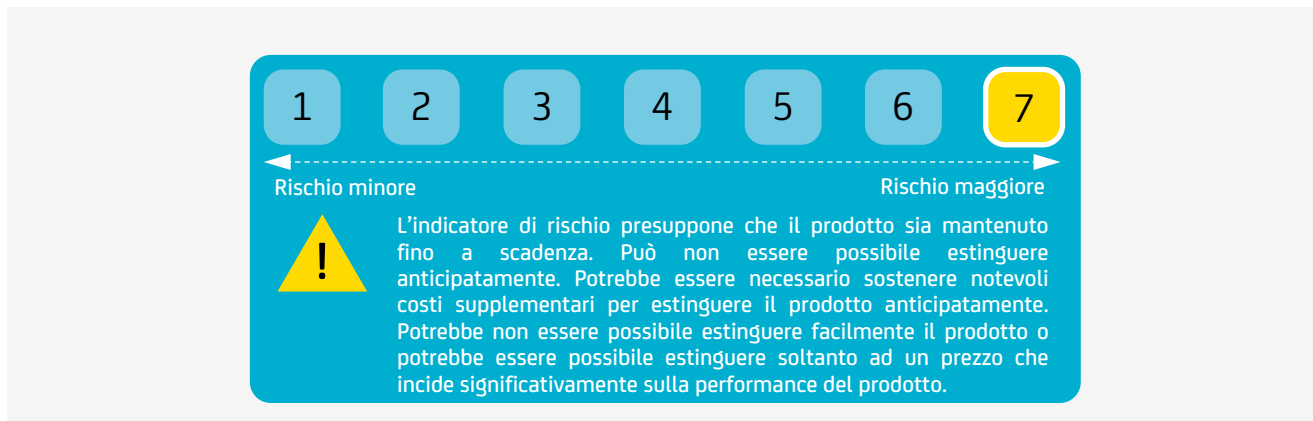 1 2 3 4 5 6 7
Rischio minore Rischio maggiore
!
L'indicatore di rischio presuppone che il prodotto sia mantenuto
fino a scadenza. Può non essere possibile estinguere
anticipatamente. Potrebbe essere necessario sostenere notevoli
costi supplementari per estinguere il prodotto anticipatamente.
Potrebbe non essere possibile estinguere facilmente il prodotto o
potrebbe essere possibile estinguere soltanto ad un prezzo che
incide significativamente sulla performance del prodotto.